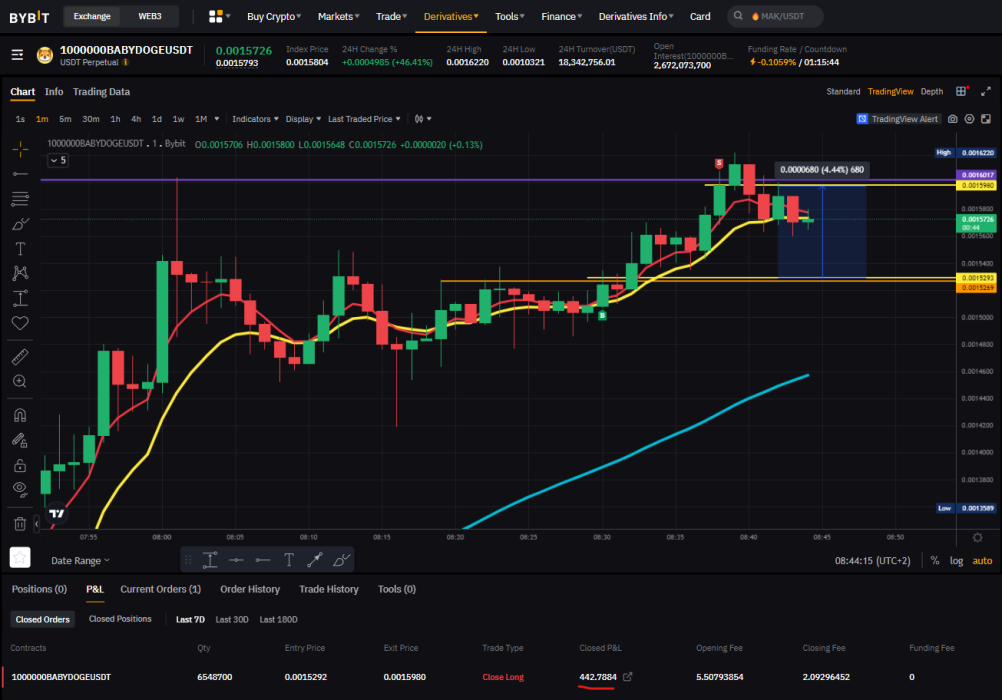 BYBIT Exchange WEB3 Buy Crypto Markets Trade Derivatives Tools Finance Derivatives Info Card MAK/USDT
1000000BABYDOGEUSDT
USDT Perpetual
0.0015726
0.0015793
Index Price
0.0015804
24H Change %
+0.0004985 (+46.41%)
24H High
0.0016220
24H Low
0.0010321
24H Turnover(USDT)
18,342,756.01
Open
Interest(1000000B...
2,672,073,700
Funding Rate / Countdown
-0.1059% / 01:15:44
Chart Info Trading Data Standard TradingView Depth
1s 1m 5m 30m 1h 4h 1d 1w 1M Indicators Display Last Traded Price TradingView Alert
1000000BABYDOGEUSDT . 1 . Bybit O0.0015706 H0.0015800 L0.0015648 C0.0015726 +0.0000020 (+0.13%)
5
High 0.0016220
S
0.0000680 (4.44%) 680
0.0016017
0.0015980
0.0015800
0.0015726
00:44
0.0015600
0.0015400
0.0015293
0.0015269
B
0.0015000
0.0014800
0.0014600
0.0014400
0.0014200
0.0014000
0.0013800
Low 0.0013589
07:55 08:00 08:05 08:10 08:15 08:20 08:25 08:30 08:35 08:40 08:45 08:50
Date Range 08:44:15 (UTC+2) % log auto
Positions (0) P&L Current Orders (1) Order History Trade History Tools (0)
Closed Orders Closed Positions Last 7D Last 30D Last 180D
Contracts Qty Entry Price Exit Price Trade Type Closed P&L Opening Fee Closing Fee Funding Fee
1000000BABYDOGEUSDT 6548700 0.0015292 0.0015980 Close Long 442.7884 5.50793854 2.09296452 0